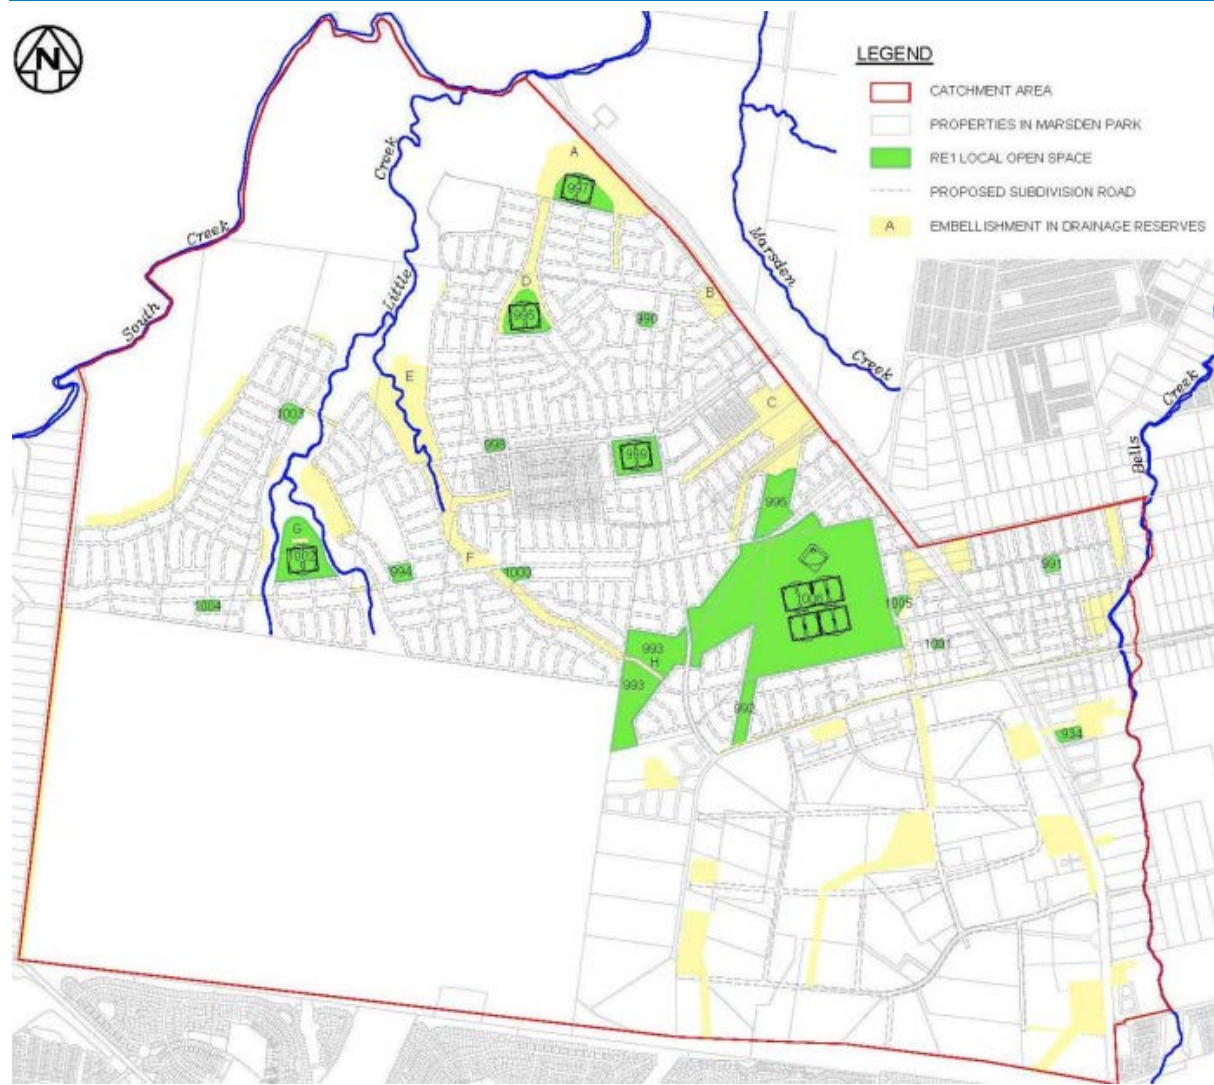 N
LEGEND
CATCHMENT AREA
PROPERTIES IN MARSDEN PARK
RE1 LOCAL OPEN SPACE
PROPOSED SUBDIVISION ROAD
A EMBELLISHMENT IN DRAINAGE RESERVES
Creek
A
997
South Creek
Little
Marsden
Creek
D
B
990
E
C
Creek
Bells
1003
998
999
996
G
F
994
1000
991
1004
1006
1005
1001
993
H
993
992
934